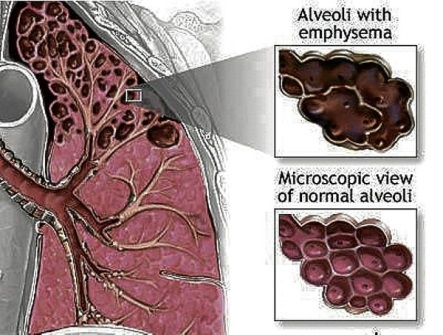 Alveoli with
emphysema
Microscopic view
of normal alveoli